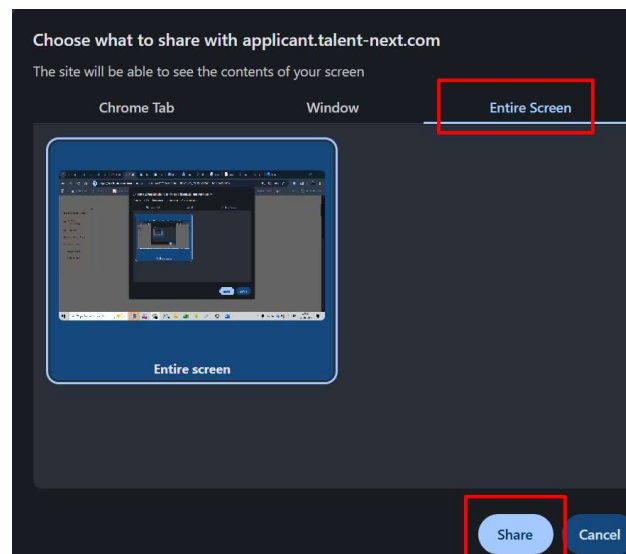 Choose what to share with applicant.talent-next.com
The site will be able to see the contents of your screen
Chrome Tab
Window
Entire Screen
Entire screen
Share
Cancel